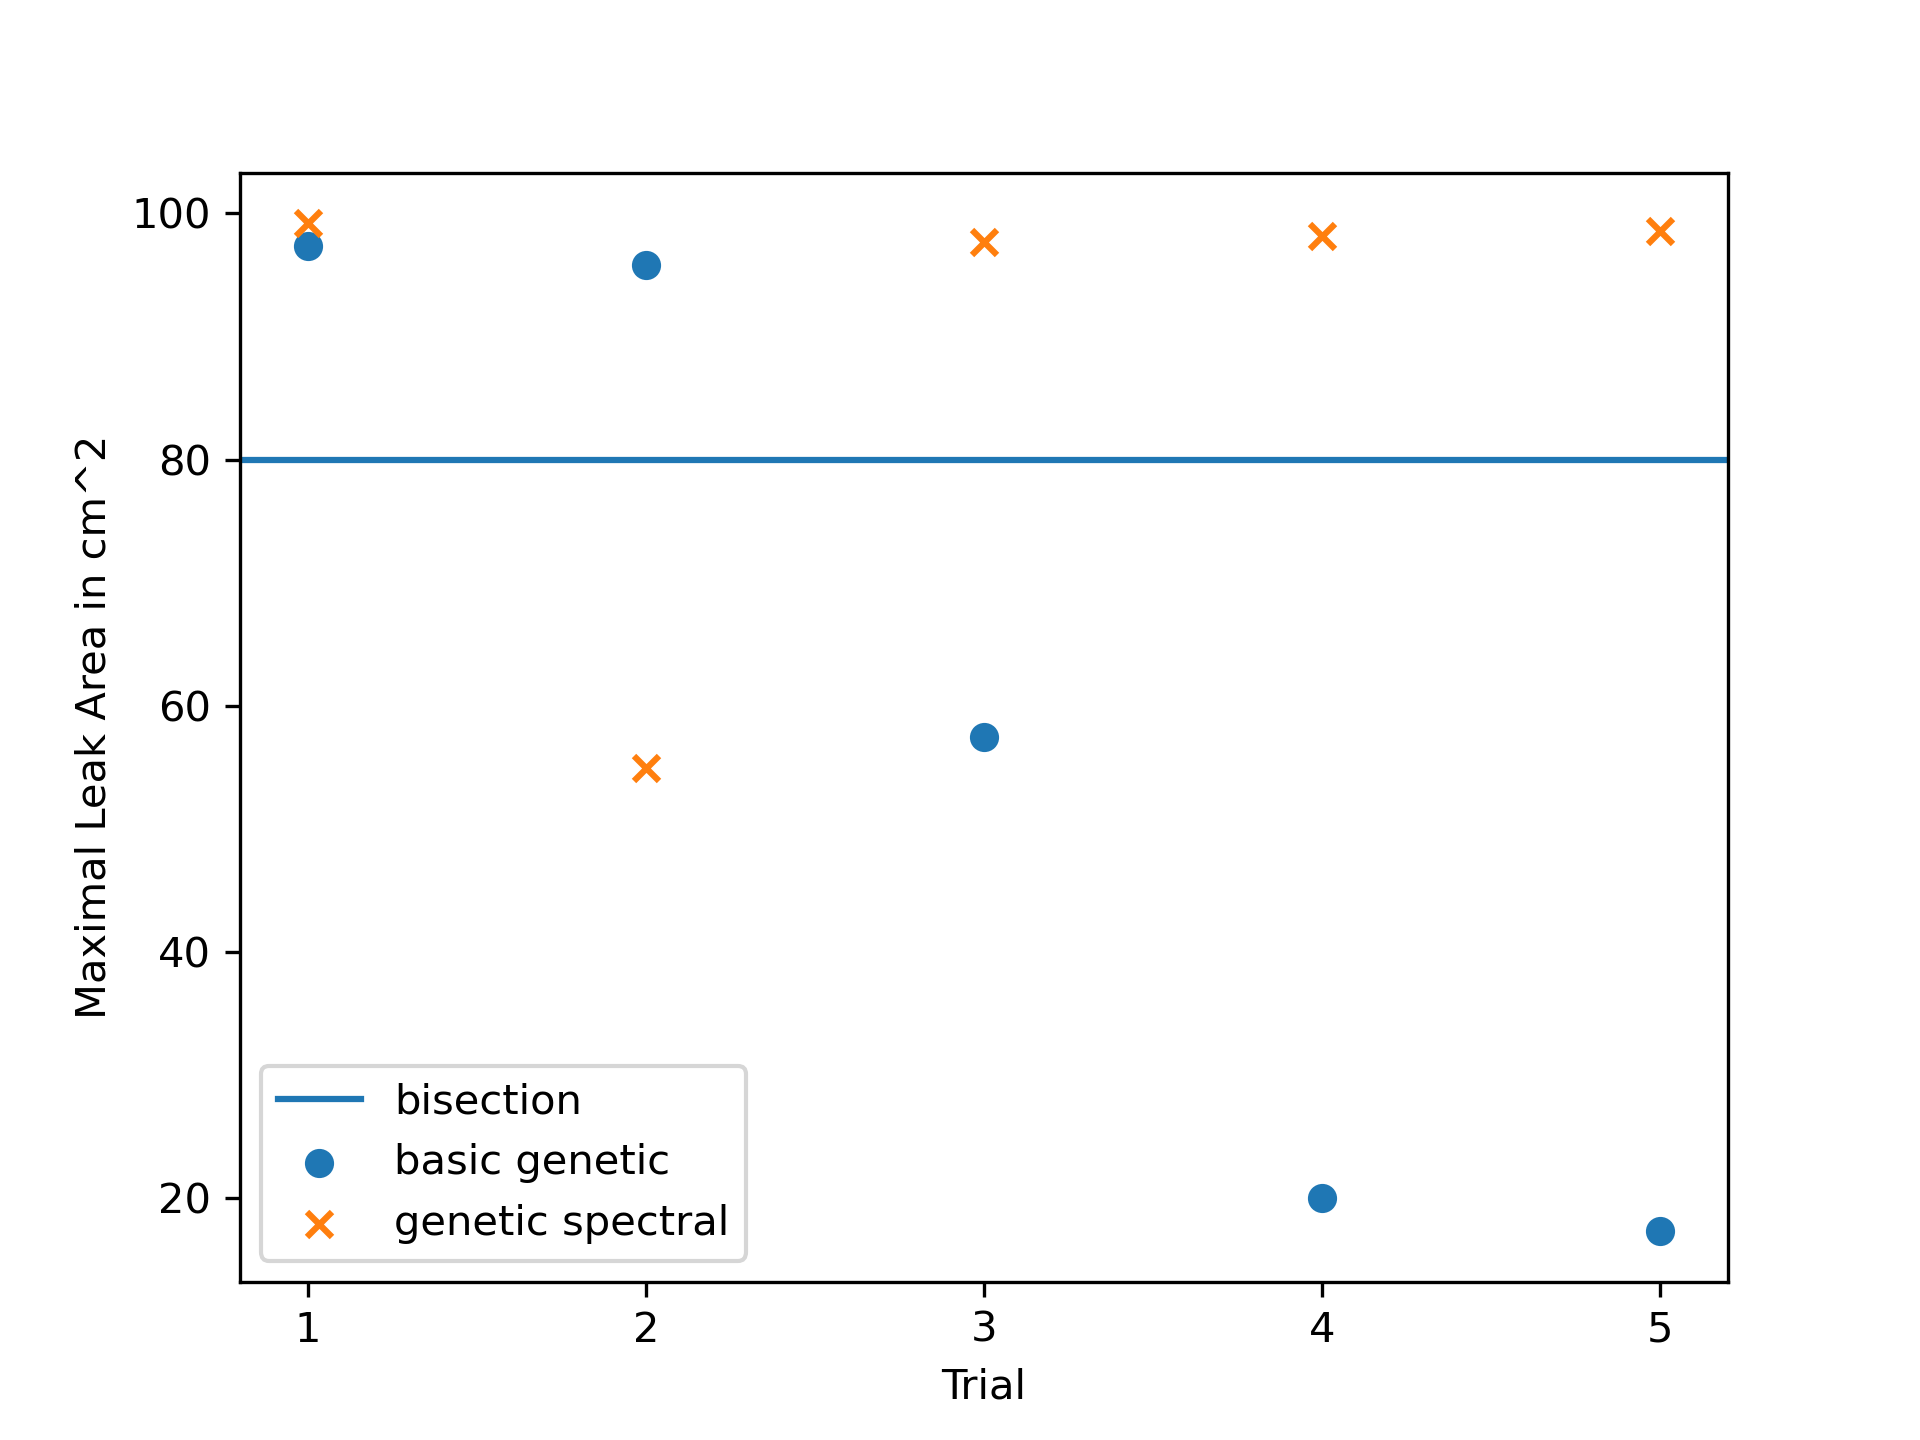 Maximal Leak Area in cm^2
100
80
60
40
20
bisection
basic genetic
genetic spectral
1 2 3 4 5
Trial